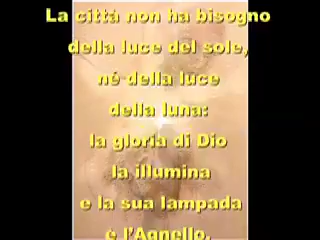 La città non ha bisogno
della luce del sole,
né della luce
della luna:
la gloria di Dio
la illumina
e la sua lampada
è l'Agnello.